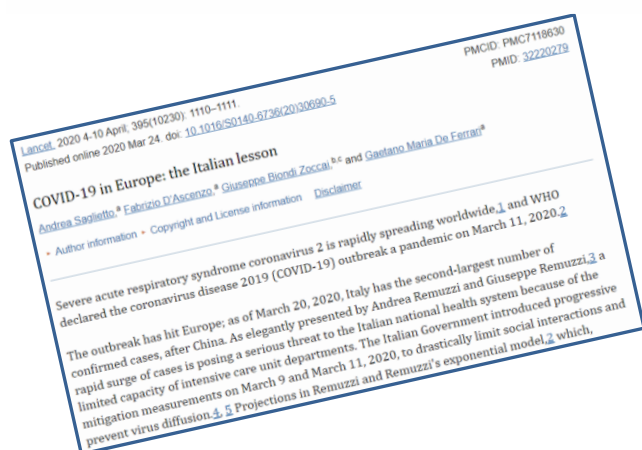 PMCID: PMC7118630
PMID: 32220279
Lancet. 2020 4-10 April; 395(10230): 1110–1111.
Published online 2020 Mar 24. doi: 10.1016/S0140-6736(20)30690-5
COVID-19 in Europe: the Italian lesson
Andrea Saglietto,a Fabrizio D'Ascenzo,a Giuseppe Biondi Zoccai,b,c and Gaetano Maria De Ferraria
Author information Copyright and License information Disclaimer
Severe acute respiratory syndrome coronavirus 2 is rapidly spreading worldwide,1 and WHO
declared the coronavirus disease 2019 (COVID-19) outbreak a pandemic on March 11, 2020.2
The outbreak has hit Europe; as of March 20, 2020, Italy has the second-largest number of
confirmed cases, after China. As elegantly presented by Andrea Remuzzi and Giuseppe Remuzzi,3 a
rapid surge of cases is posing a serious threat to the Italian national health system because of the
limited capacity of intensive care unit departments. The Italian Government introduced progressive
mitigation measurements on March 9 and March 11, 2020, to drastically limit social interactions and
prevent virus diffusion.4, 5 Projections in Remuzzi and Remuzzi's exponential model,2 which,